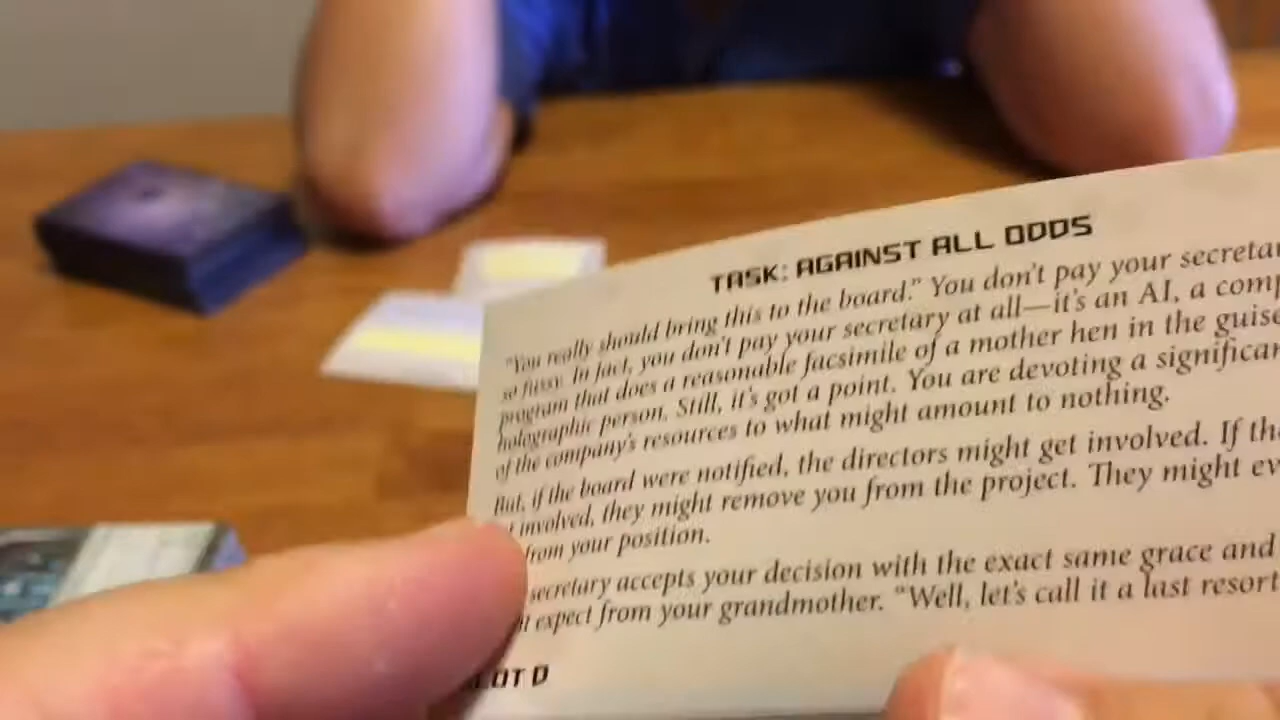 TASK: AGAINST ALL ODDS
"You really should bring this to the board." You don't pay your
so fussy. In fact, you don't pay your secretary at all—it's an AI, a
program that does a reasonable facsimile of a mother hen in the guise
holographic person. Still, it's got a point. You are devoting a
of the company's resources to what might amount to nothing.
But, if the board were notified, the directors might get involved. If
involved, they might remove you from the project. They might
from your position.
secretary accepts your decision with the exact same grace and
expect from your grandmother. "Well, let's call it a last resort
D